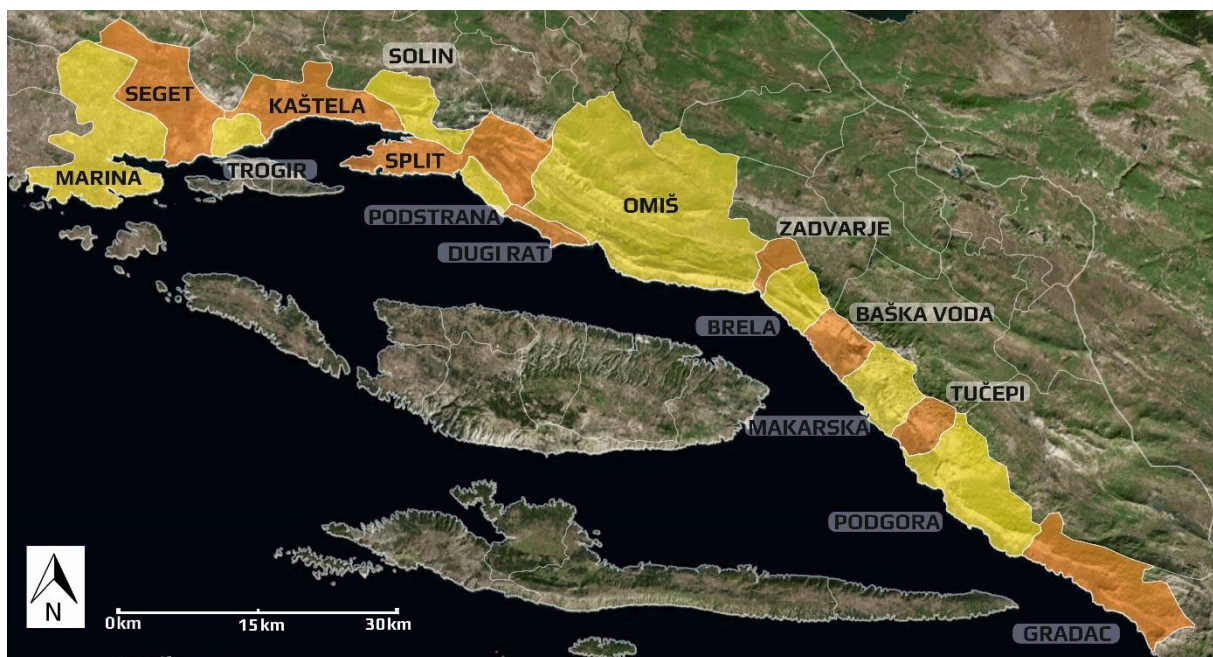 SOLIN
SEGET
KAŠTELA
SPLIT
TROGIR
MARINA
OMIŠ
PODSTRANA
ZADVARJE
DUGI RAT
BAŠKA VODA
BRELA
TUČEPI
MAKARSKA
PODGORA
N
0km 15km 30km
GRADAC